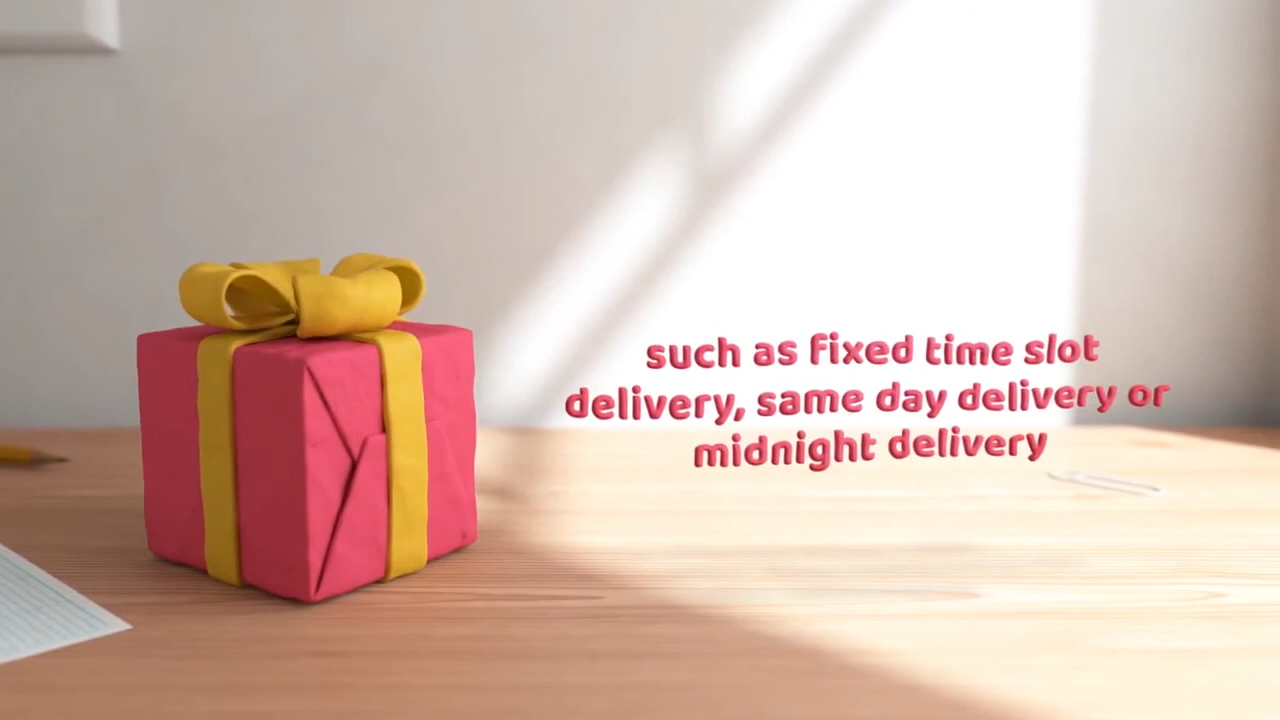 such as fixed time slot
delivery, same day delivery or
midnight delivery